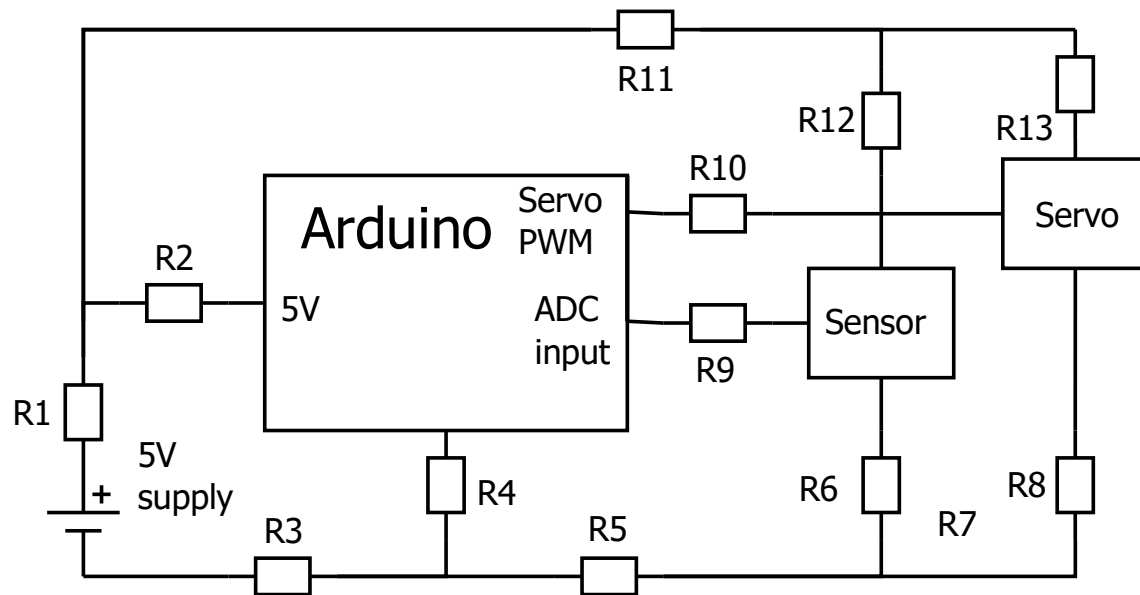 R11
R12
R13
R10
Servo
PWM
Arduino
Servo
R2
5V
ADC
input
Sensor
R9
R1
5V
supply
+
R4
R6
R8
R7
R3
R5